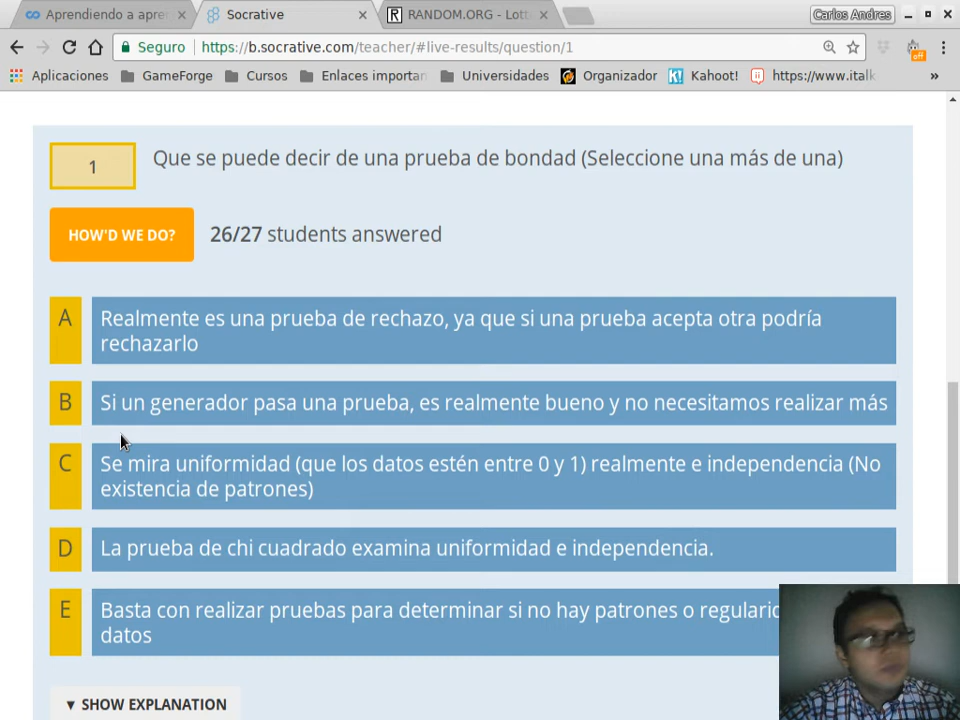 Aprendiendo a apre
Socrative
RANDOM.ORG - Lott
Carlos Andres
Seguro
https://b.socrative.com/teacher/#live-results/question/1
Aplicaciones
GameForge
Cursos
Enlaces importan
Universidades
Organizador
Kahoot!
https://www.italk
»
off
1
Que se puede decir de una prueba de bondad (Seleccione una más de una)
HOW'D WE DO?
26/27 students answered
A
Realmente es una prueba de rechazo, ya que si una prueba acepta otra podría
rechazarlo
B
Si un generador pasa una prueba, es realmente bueno y no necesitamos realizar más
C
Se mira uniformidad (que los datos estén entre 0 y 1) realmente e independencia (No
existencia de patrones)
D
La prueba de chi cuadrado examina uniformidad e independencia.
E
Basta con realizar pruebas para determinar si no hay patrones o regularid
datos
▼ SHOW EXPLANATION